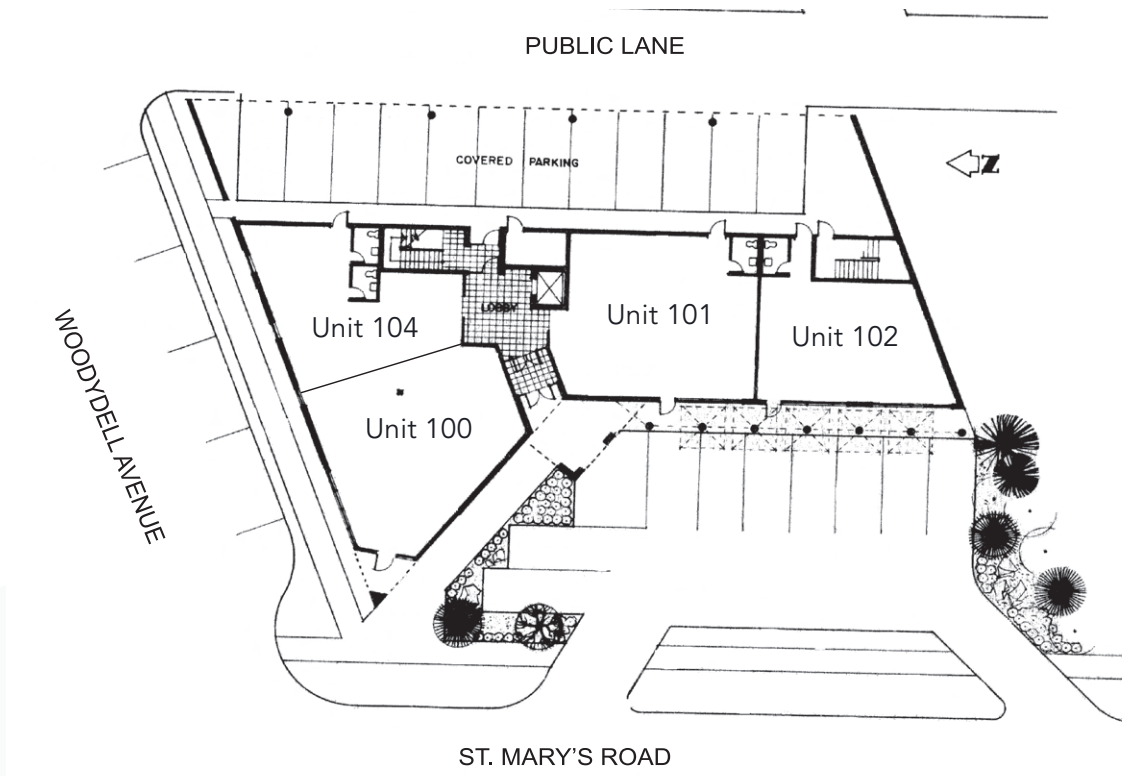 PUBLIC LANE
COVERED PARKING
N
LOBBY
Unit 104
Unit 101
Unit 102
Unit 100
WOODYDELL AVENUE
ST. MARY'S ROAD